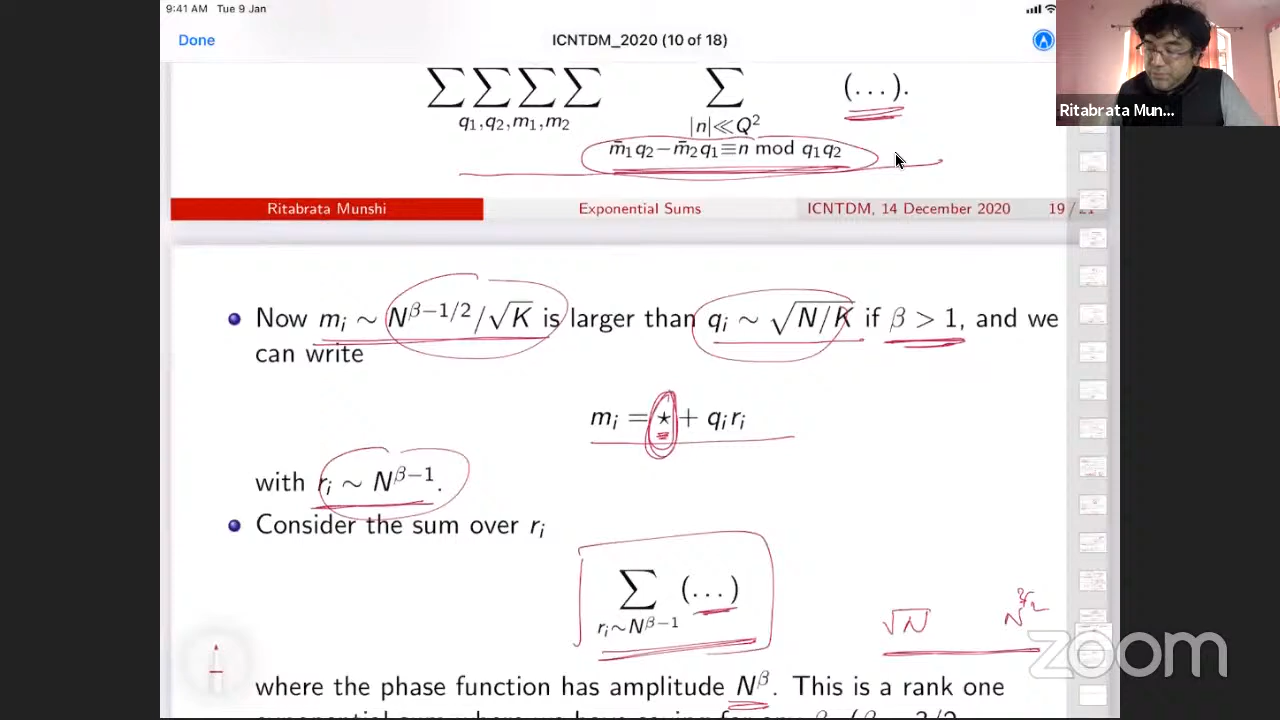 9:41 AM Tue 9 Jan
Done
ICNTDM_2020 (10 of 18)
Ritabrata Mun...
∑∑∑∑ ∑ (...).
q₁,q₂,m₁,m₂ |n|≪Q²
m̄₁q₂−m̄₂q₁≡n mod q₁q₂
Ritabrata Munshi Exponential Sums ICNTDM, 14 December 2020 19 / 21
Now mᵢ ∼ N^{β−1/2}/√K is larger than qᵢ ∼ √N/K if β > 1, and we
can write
mᵢ = ⋆ + qᵢrᵢ
with rᵢ ∼ N^{β−1}.
Consider the sum over rᵢ
∑ (...)
rᵢ∼N^{β−1}
√N N^{3/2}
zoom
where the phase function has amplitude N^β. This is a rank one